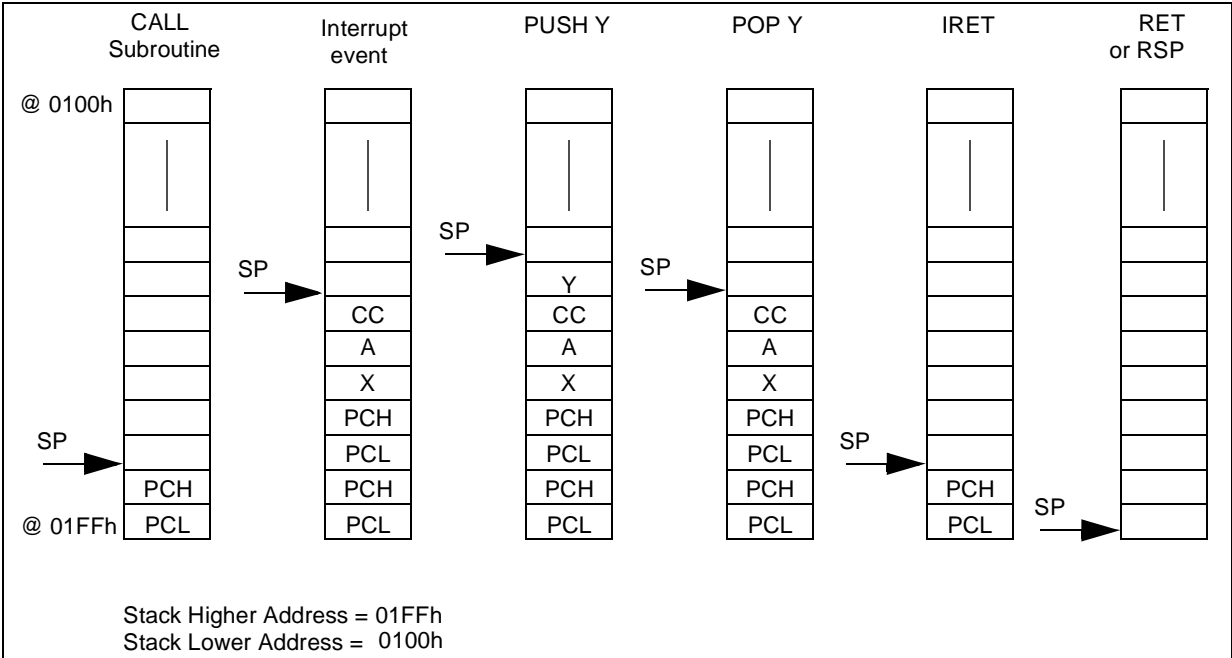 CALL
Subroutine
Interrupt
event
PUSH Y
POP Y
IRET
RET
or RSP
@ 0100h
SP
SP
SP
Y
CC
CC
CC
A
A
A
X
X
X
PCH
PCH
PCH
SP
SP
PCL
PCL
PCL
PCH
PCH
PCH
PCH
PCH
SP
@ 01FFh
PCL
PCL
PCL
PCL
PCL
Stack Higher Address = 01FFh
Stack Lower Address = 0100h